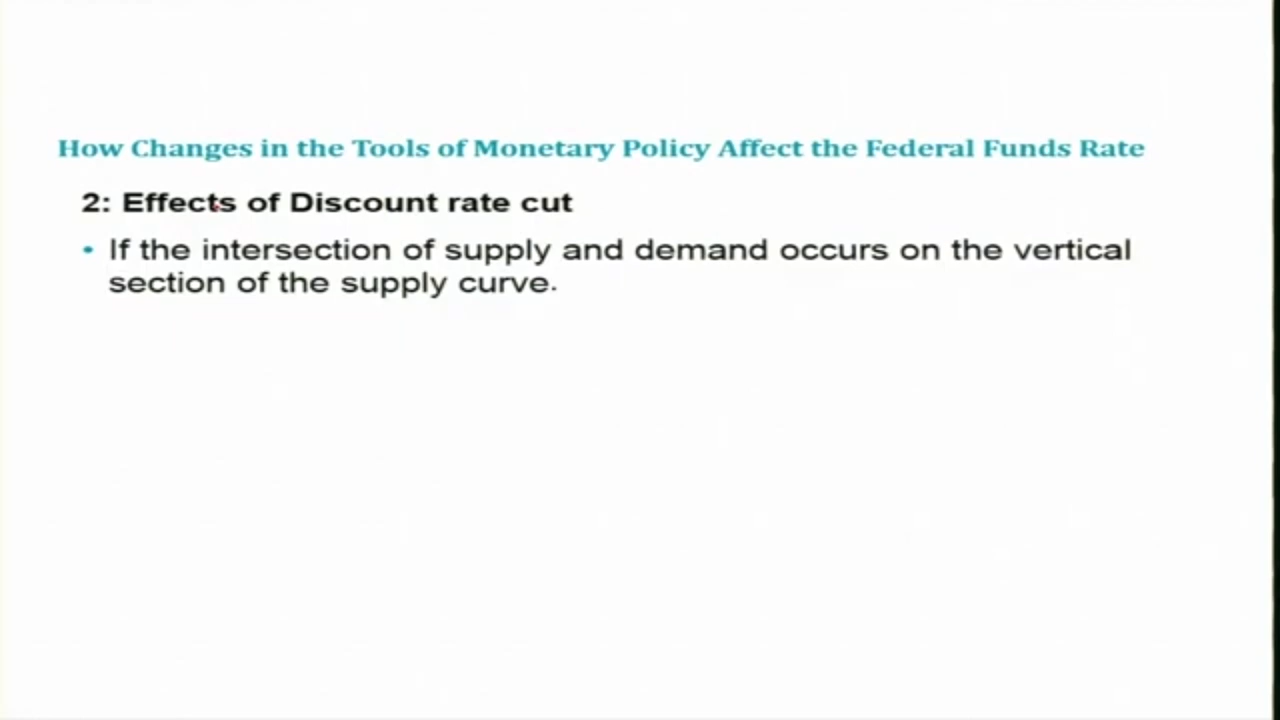 How Changes in the Tools of Monetary Policy Affect the Federal Funds Rate
2: Effects of Discount rate cut
• If the intersection of supply and demand occurs on the vertical
section of the supply curve.